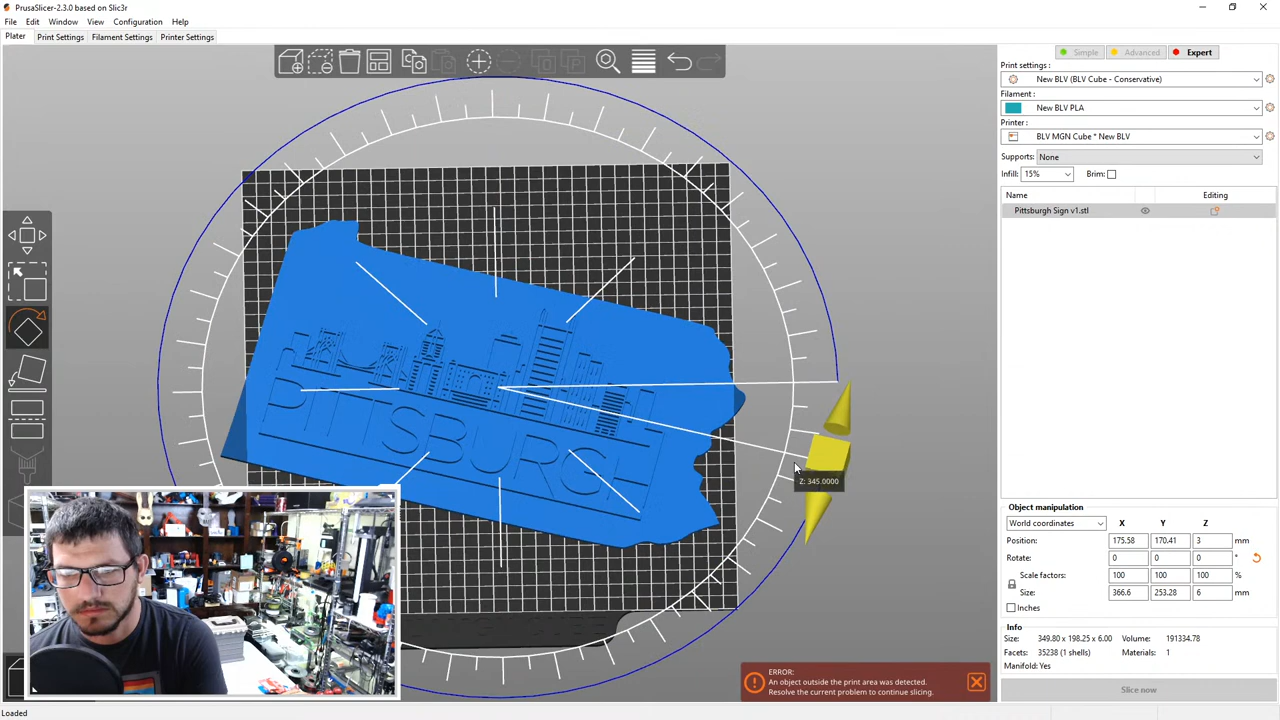 PrusaSlicer-2.3.0 based on Slic3r
File Edit Window View Configuration Help
Plater Print Settings Filament Settings Printer Settings
Simple Advanced Expert
Print settings :
New BLV (BLV Cube - Conservative)
Filament :
New BLV PLA
Printer :
BLV MGN Cube * New BLV
Supports: None
Infill: 15% Brim:
Name Editing
Pittsburgh Sign v1.stl
PITTSBURGH
Z: 345.0000
Object manipulation
World coordinates X Y Z
Position: 175.58 170.41 3 mm
Rotate: 0 0 0 °
Scale factors: 100 100 100 %
Size: 366.6 253.28 6 mm
Inches
Info
Size: 349.80 x 198.25 x 6.00 Volume: 191334.78
Facets: 35238 (1 shells) Materials: 1
Manifold: Yes
ERROR:
An object outside the print area was detected.
Resolve the current problem to continue slicing.
Slice now
Loaded